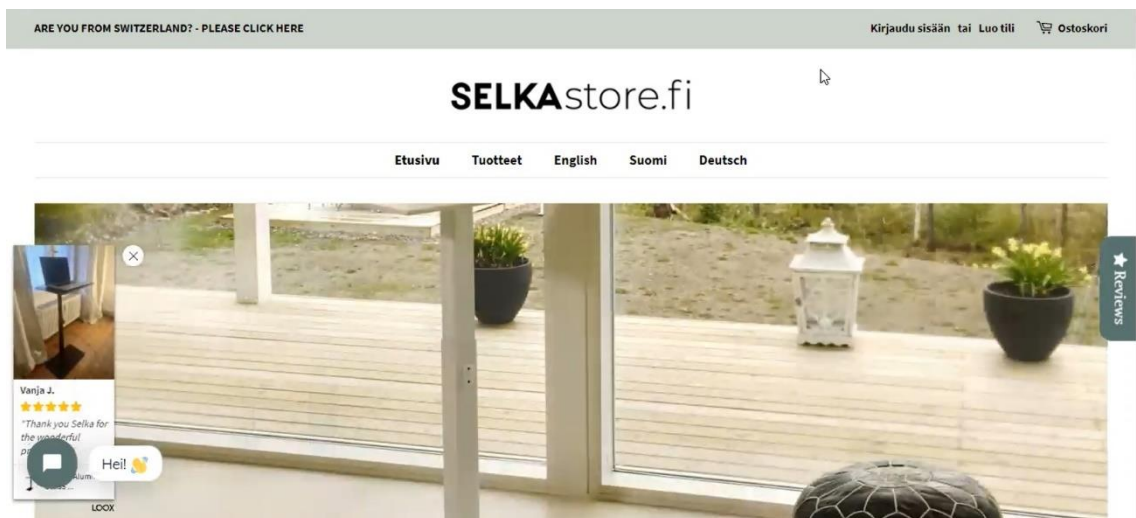 ARE YOU FROM SWITZERLAND? - PLEASE CLICK HERE
Kirjaudu sisään tai Luo tili Ostoskori
SELKAstore.fi
Etusivu Tuotteet English Suomi Deutsch
Reviews
Vanja J.
"Thank you Selka for
the wonderful
Hei!
LOOX